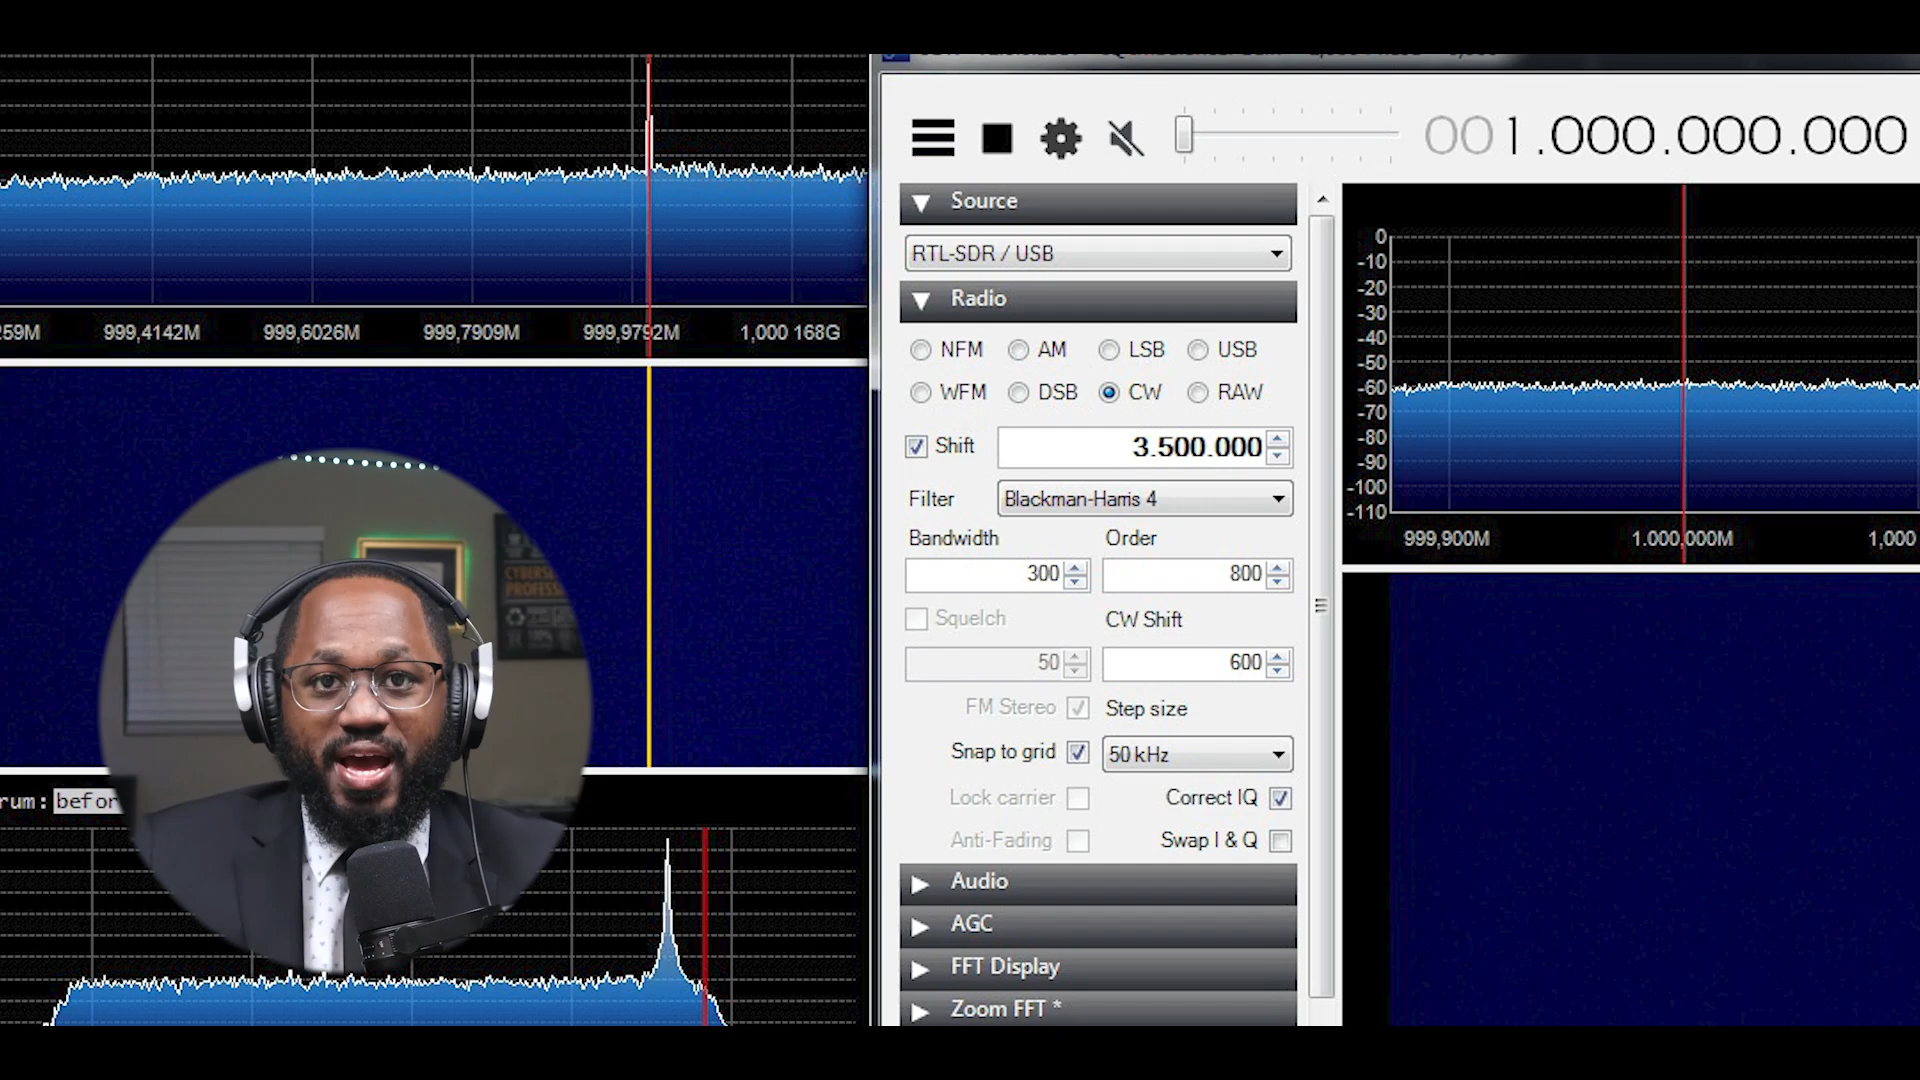 001.000.000.000
Source
RTL-SDR / USB
Radio
NFM AM LSB USB
WFM DSB CW RAW
Shift 3.500.000
Filter Blackman-Harris 4
Bandwidth Order
300 800
Squelch CW Shift
50 600
FM Stereo Step size
Snap to grid 50 kHz
Lock carrier Correct IQ
Anti-Fading Swap I & Q
Audio
AGC
FFT Display
Zoom FFT *
0
-10
-20
-30
-40
-50
-60
-70
-80
-90
-100
-110
999,900M 1.000,000M 1,000
259M 999,4142M 999,6026M 999,7909M 999,9792M 1,000 168G
rum: befor